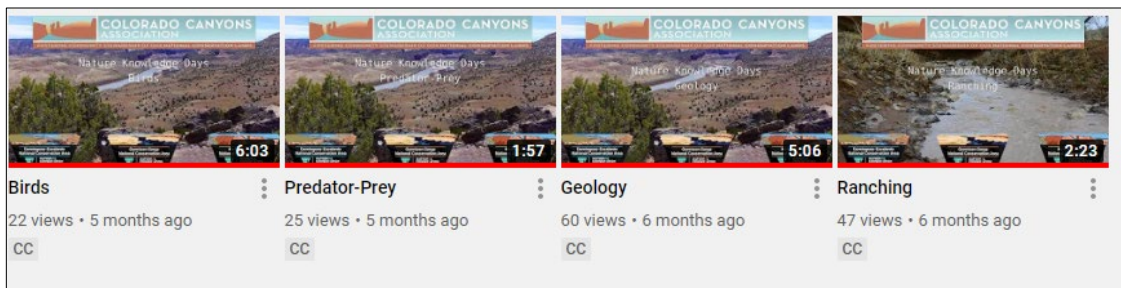 COLORADO CANYONS
ASSOCIATION
Nature Knowledge Days
Birds
6:03
COLORADO CANYONS
ASSOCIATION
Nature Knowledge Days
Predator-Prey
1:57
COLORADO CANYONS
ASSOCIATION
Nature Knowledge Days
Geology
5:06
COLORADO CANYONS
ASSOCIATION
Nature Knowledge Days
Ranching
2:23
Birds
22 views • 5 months ago
CC
Predator-Prey
25 views • 5 months ago
CC
Geology
60 views • 6 months ago
CC
Ranching
47 views • 6 months ago
CC